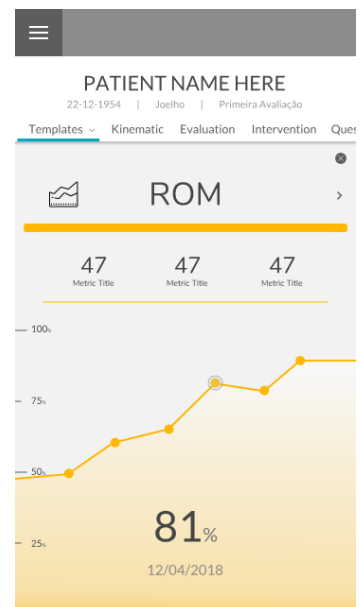 PATIENT NAME HERE
22-12-1954 | Joelho | Primeira Avaliação
Templates Kinematic Evaluation Intervention Ques
ROM
47 47 47
Metric Title Metric Title Metric Title
100%
75%
50%
25%
81%
12/04/2018